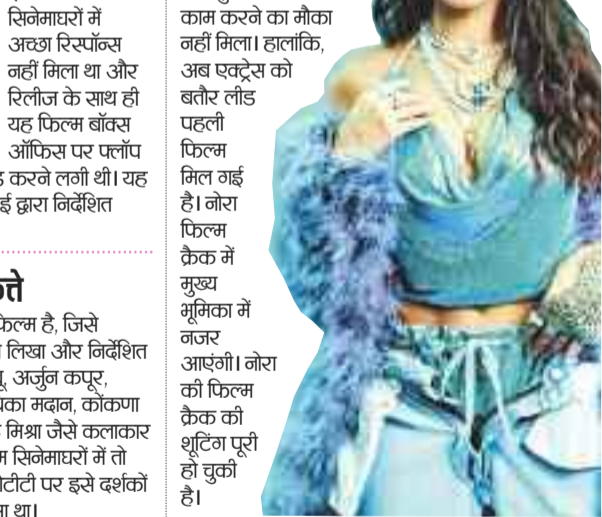 सिनेमाघरों में
अच्छा रिस्पॉन्स
नहीं मिला था और
रिलीज के साथ ही
यह फिल्म बॉक्स
ऑफिस पर फ्लॉप
करने लगी थी। यह
द्वारा निर्देशित
फिल्म है, जिसे
लिखा और निर्देशित
अर्जुन कपूर,
मदान, कोंकणा
मिश्रा जैसे कलाकार
सिनेमाघरों में तो
पर इसे दर्शकों
था।
काम करने का मौका
नहीं मिला। हालांकि,
अब एक्ट्रेस को
बतौर लीड
पहली
फिल्म
मिल गई
है। नोरा
फिल्म
क्रैक में
मुख्य
भूमिका में
नजर
आएंगी। नोरा
की फिल्म
क्रैक की
शूटिंग पूरी
हो चुकी
है।